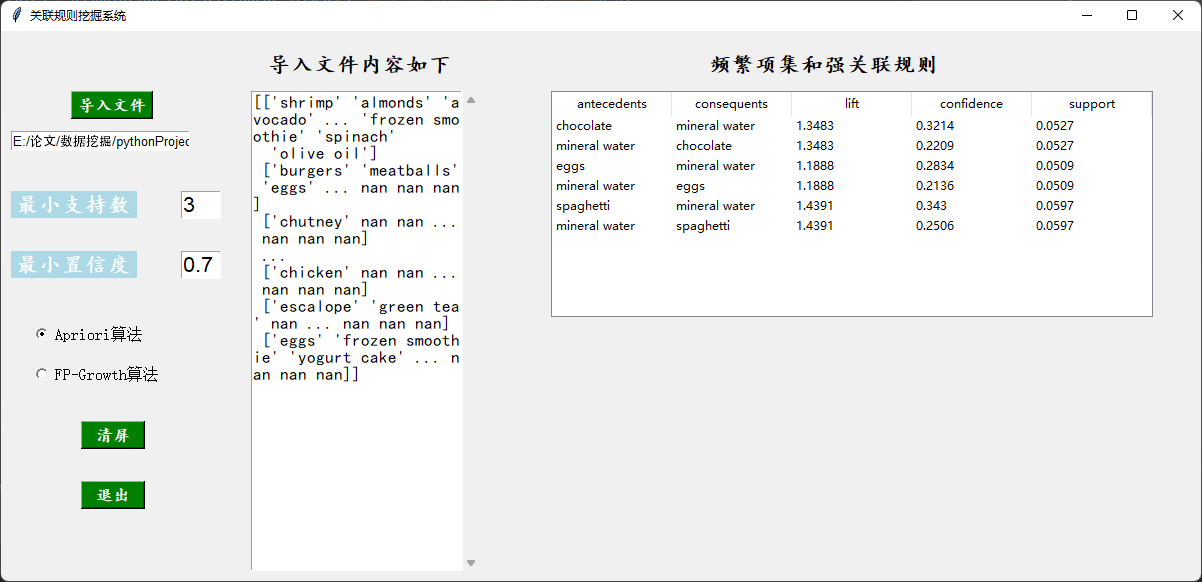 关联规则挖掘系统
导入文件
E:/论文/数据挖掘/pythonProjec
最小支持数 3
最小置信度 0.7
Apriori算法
FP-Growth算法
清屏
退出
导入文件内容如下
[['shrimp' 'almonds' 'a
vocado' ... 'frozen smo
othie' 'spinach'
  'olive oil']
 ['burgers' 'meatballs'
 'eggs' ... nan nan nan
]
 ['chutney' nan nan ...
 nan nan nan]
 ...
 ['chicken' nan nan ...
 nan nan nan]
 ['escalope' 'green tea
' nan ... nan nan nan]
 ['eggs' 'frozen smooth
ie' 'yogurt cake' ... n
an nan nan]]
频繁项集和强关联规则
antecedents consequents lift confidence support
chocolate mineral water 1.3483 0.3214 0.0527
mineral water chocolate 1.3483 0.2209 0.0527
eggs mineral water 1.1888 0.2834 0.0509
mineral water eggs 1.1888 0.2136 0.0509
spaghetti mineral water 1.4391 0.343 0.0597
mineral water spaghetti 1.4391 0.2506 0.0597